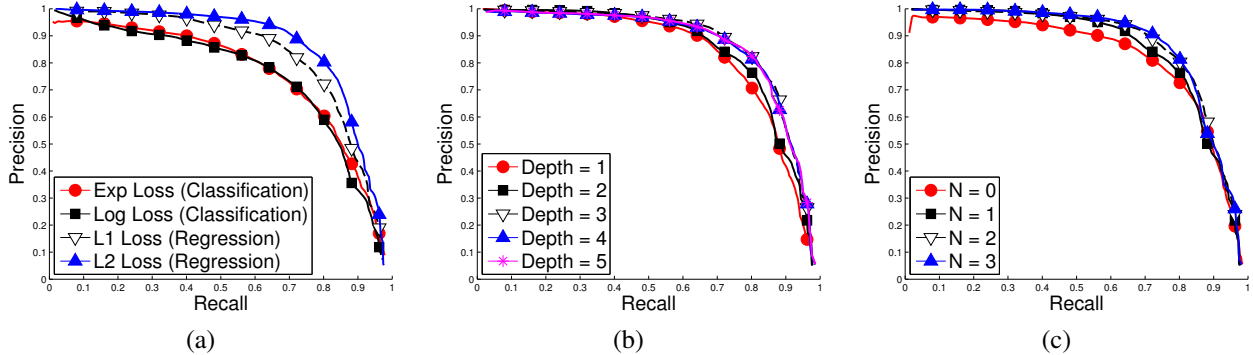 1
0.9
0.8
0.7
0.6
0.5
0.4
0.3
0.2
0.1
0
Precision
Exp Loss (Classification)
Log Loss (Classification)
L1 Loss (Regression)
L2 Loss (Regression)
0 0.1 0.2 0.3 0.4 0.5 0.6 0.7 0.8 0.9 1
Recall
(a)
1
0.9
0.8
0.7
0.6
0.5
0.4
0.3
0.2
0.1
0
Precision
Depth = 1
Depth = 2
Depth = 3
Depth = 4
Depth = 5
0 0.1 0.2 0.3 0.4 0.5 0.6 0.7 0.8 0.9 1
Recall
(b)
1
0.9
0.8
0.7
0.6
0.5
0.4
0.3
0.2
0.1
0
Precision
N = 0
N = 1
N = 2
N = 3
0 0.1 0.2 0.3 0.4 0.5 0.6 0.7 0.8 0.9 1
Recall
(c)